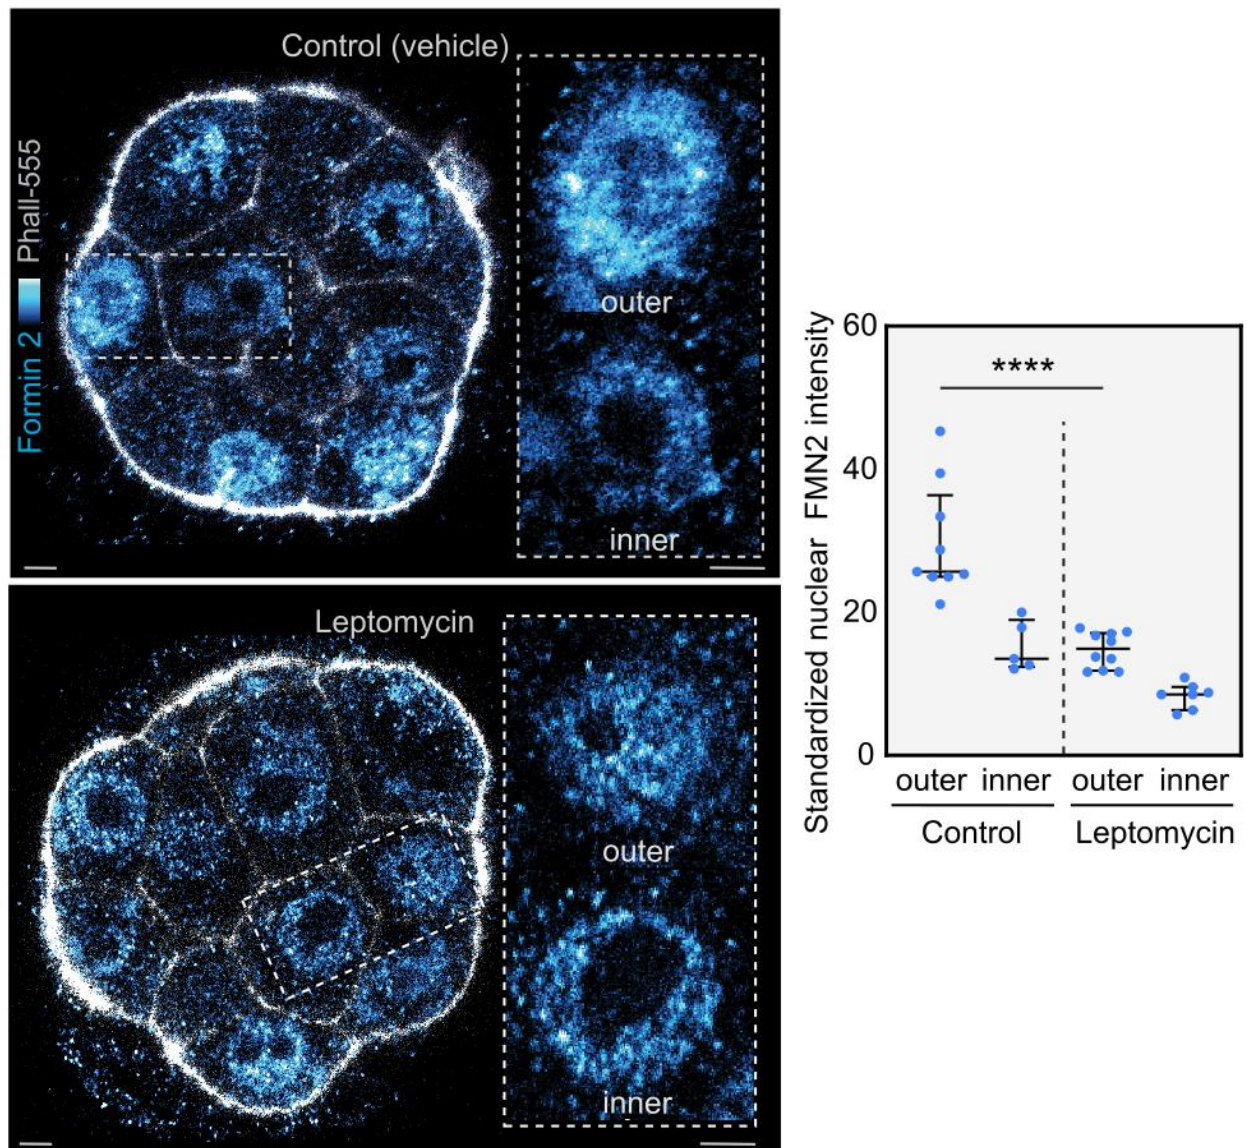 Control (vehicle)
Formin 2 Phall-555
outer
inner
Leptomycin
outer
inner
Standardized nuclear FMN2 intensity
60
40
20
0
****
outer inner outer inner
Control Leptomycin